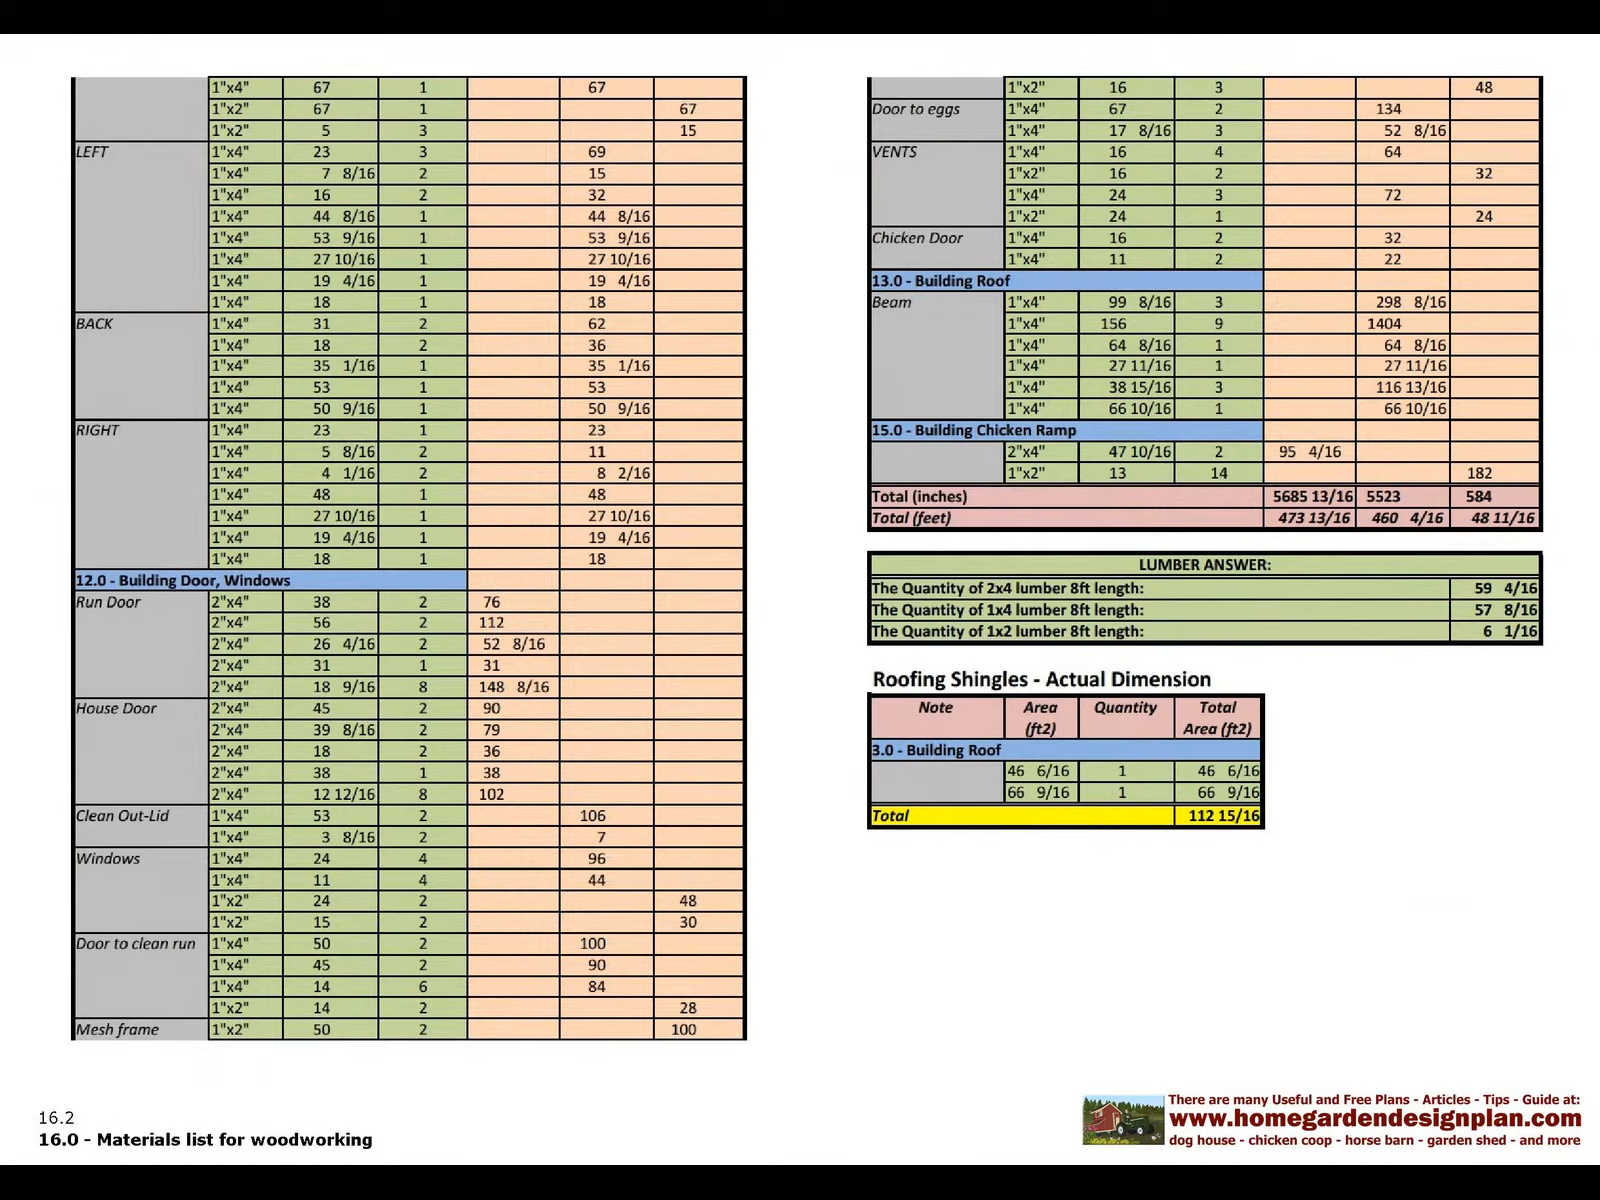 1"x4" 67 1 67
1"x2" 67 1 67
1"x2" 5 3 15
LEFT 1"x4" 23 3 69
1"x4" 7 8/16 2 15
1"x4" 16 2 32
1"x4" 44 8/16 1 44 8/16
1"x4" 53 9/16 1 53 9/16
1"x4" 27 10/16 1 27 10/16
1"x4" 19 4/16 1 19 4/16
1"x4" 18 1 18
BACK 1"x4" 31 2 62
1"x4" 18 2 36
1"x4" 35 1/16 1 35 1/16
1"x4" 53 1 53
1"x4" 50 9/16 1 50 9/16
RIGHT 1"x4" 23 1 23
1"x4" 5 8/16 2 11
1"x4" 4 1/16 2 8 2/16
1"x4" 48 1 48
1"x4" 27 10/16 1 27 10/16
1"x4" 19 4/16 1 19 4/16
1"x4" 18 1 18
12.0 - Building Door, Windows
Run Door 2"x4" 38 2 76
2"x4" 56 2 112
2"x4" 26 4/16 2 52 8/16
2"x4" 31 1 31
2"x4" 18 9/16 8 148 8/16
House Door 2"x4" 45 2 90
2"x4" 39 8/16 2 79
2"x4" 18 2 36
2"x4" 38 1 38
2"x4" 12 12/16 8 102
Clean Out-Lid 1"x4" 53 2 106
1"x4" 3 8/16 2 7
Windows 1"x4" 24 4 96
1"x4" 11 4 44
1"x2" 24 2 48
1"x2" 15 2 30
Door to clean run 1"x4" 50 2 100
1"x4" 45 2 90
1"x4" 14 6 84
1"x2" 14 2 28
Mesh frame 1"x2" 50 2 100
1"x2" 16 3 48
Door to eggs 1"x4" 67 2 134
1"x4" 17 8/16 3 52 8/16
VENTS 1"x4" 16 4 64
1"x2" 16 2 32
1"x4" 24 3 72
1"x2" 24 1 24
Chicken Door 1"x4" 16 2 32
1"x4" 11 2 22
13.0 - Building Roof
Beam 1"x4" 99 8/16 3 298 8/16
1"x4" 156 9 1404
1"x4" 64 8/16 1 64 8/16
1"x4" 27 11/16 1 27 11/16
1"x4" 38 15/16 3 116 13/16
1"x4" 66 10/16 1 66 10/16
15.0 - Building Chicken Ramp
2"x4" 47 10/16 2 95 4/16
1"x2" 13 14 182
Total (inches) 5685 13/16 5523 584
Total (feet) 473 13/16 460 4/16 48 11/16
LUMBER ANSWER:
The Quantity of 2x4 lumber 8ft length: 59 4/16
The Quantity of 1x4 lumber 8ft length: 57 8/16
The Quantity of 1x2 lumber 8ft length: 6 1/16
Roofing Shingles - Actual Dimension
Note Area Quantity Total
(ft2) Area (ft2)
3.0 - Building Roof
46 6/16 1 46 6/16
66 9/16 1 66 9/16
Total 112 15/16
16.2
16.0 - Materials list for woodworking
There are many Useful and Free Plans - Articles - Tips - Guide at:
www.homegardendesignplan.com
dog house - chicken coop - horse barn - garden shed - and more